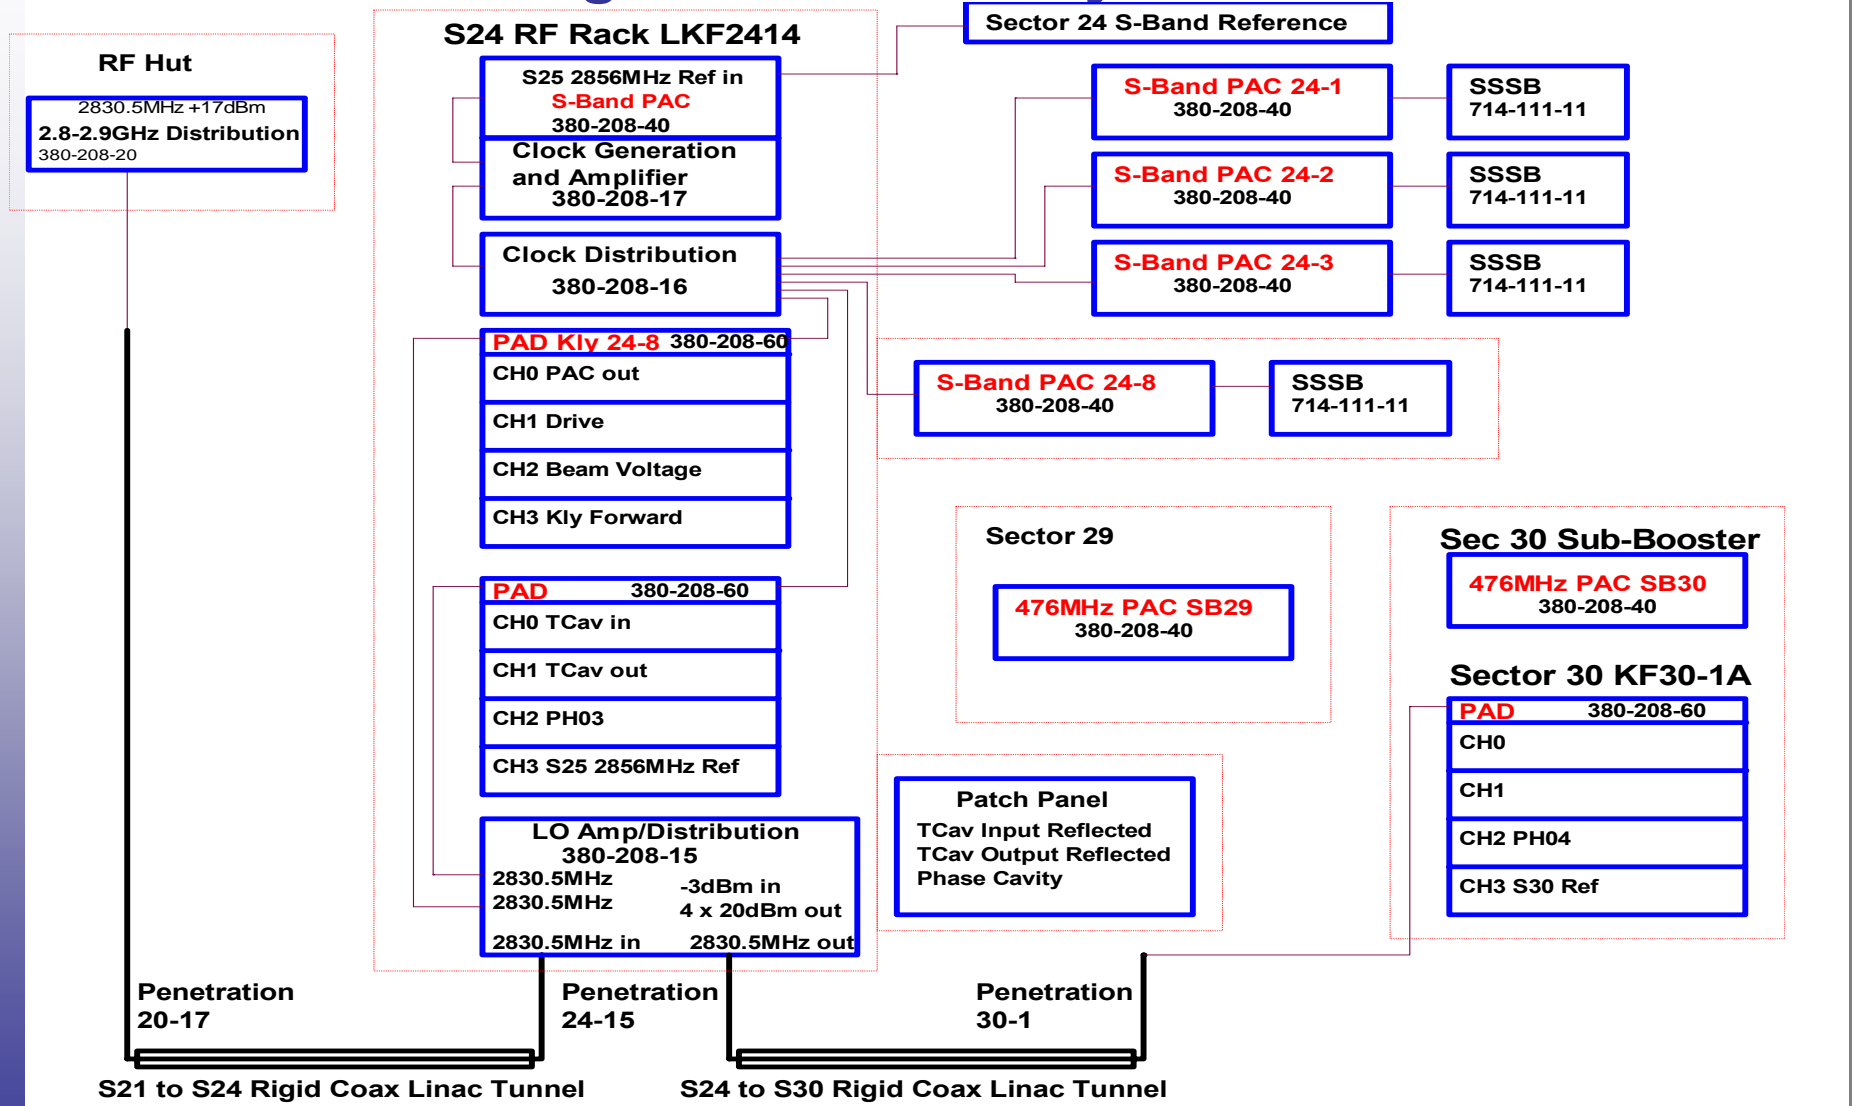 RF Hut
2830.5MHz +17dBm
2.8-2.9GHz Distribution
380-208-20
S24 RF Rack LKF2414
S25 2856MHz Ref in
S-Band PAC
380-208-40
Clock Generation
and Amplifier
380-208-17
Clock Distribution
380-208-16
PAD Kly 24-8 380-208-60
CH0 PAC out
CH1 Drive
CH2 Beam Voltage
CH3 Kly Forward
PAD 380-208-60
CH0 TCav in
CH1 TCav out
CH2 PH03
CH3 S25 2856MHz Ref
LO Amp/Distribution
380-208-15
2830.5MHz
2830.5MHz
-3dBm in
4 x 20dBm out
2830.5MHz in 2830.5MHz out
Sector 24 S-Band Reference
S-Band PAC 24-1
380-208-40
SSSB
714-111-11
S-Band PAC 24-2
380-208-40
SSSB
714-111-11
S-Band PAC 24-3
380-208-40
SSSB
714-111-11
S-Band PAC 24-8
380-208-40
SSSB
714-111-11
Sector 29
476MHz PAC SB29
380-208-40
Sec 30 Sub-Booster
476MHz PAC SB30
380-208-40
Sector 30 KF30-1A
PAD 380-208-60
CH0
CH1
CH2 PH04
CH3 S30 Ref
Patch Panel
TCav Input Reflected
TCav Output Reflected
Phase Cavity
Penetration
20-17
Penetration
24-15
Penetration
30-1
S21 to S24 Rigid Coax Linac Tunnel
S24 to S30 Rigid Coax Linac Tunnel